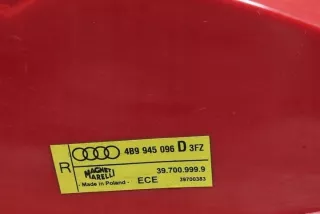 R
4B9 945 096 D 3FZ
MAGNETI MARELLI
39.700.999.9
Made in Poland
ECE
39700383